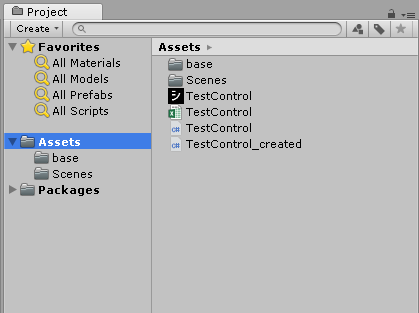 Project
Create
Favorites
All Materials
All Models
All Prefabs
All Scripts
Assets
base
Scenes
Packages
Assets
base
Scenes
シ TestControl
TestControl
C# TestControl
C# TestControl_created